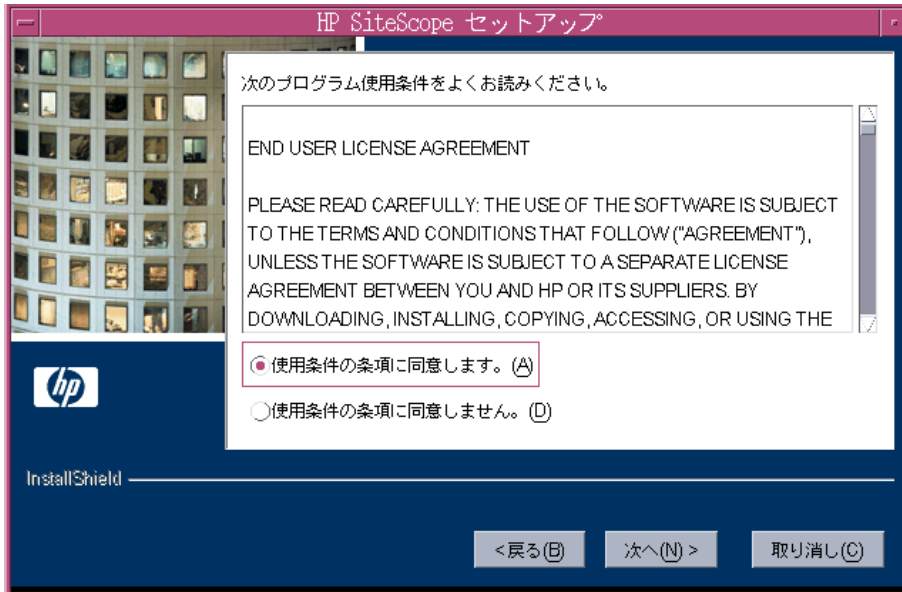 HP SiteScope セットアップ
次のプログラム使用条件をよくお読みください。
END USER LICENSE AGREEMENT
PLEASE READ CAREFULLY: THE USE OF THE SOFTWARE IS SUBJECT
TO THE TERMS AND CONDITIONS THAT FOLLOW ("AGREEMENT"),
UNLESS THE SOFTWARE IS SUBJECT TO A SEPARATE LICENSE
AGREEMENT BETWEEN YOU AND HP OR ITS SUPPLIERS. BY
DOWNLOADING, INSTALLING, COPYING, ACCESSING, OR USING THE
使用条件の条項に同意します。(A)
hp
使用条件の条項に同意しません。(D)
InstallShield
<戻る(B)
次へ(N) >
取り消し(C)